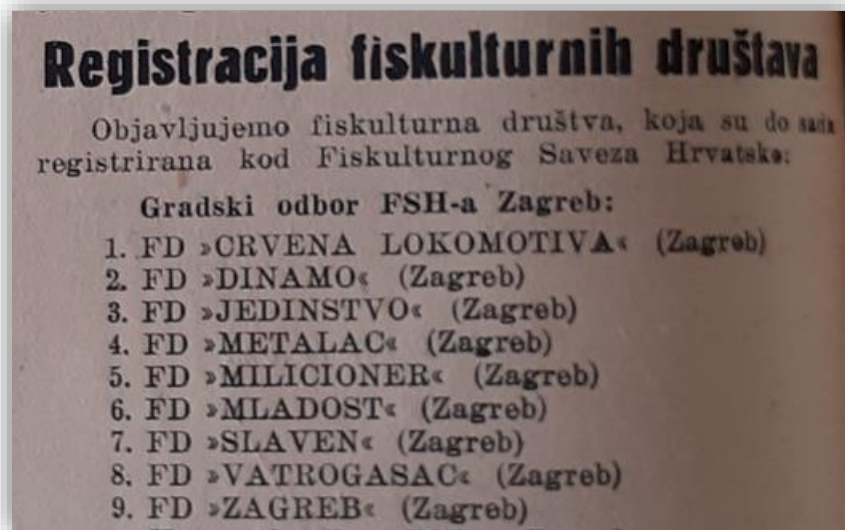 Registracija fiskulturnih društava
Objavljujemo fiskulturna društva, koja su do sada
registrirana kod Fiskulturnog Saveza Hrvatske:
Gradski odbor FSH-a Zagreb:
1. FD »CRVENA LOKOMOTIVA« (Zagreb)
2. FD »DINAMO« (Zagreb)
3. FD »JEDINSTVO« (Zagreb)
4. FD »METALAC« (Zagreb)
5. FD »MILICIONER« (Zagreb)
6. FD »MLADOST« (Zagreb)
7. FD »SLAVEN« (Zagreb)
8. FD »VATROGASAC« (Zagreb)
9. FD »ZAGREB« (Zagreb)